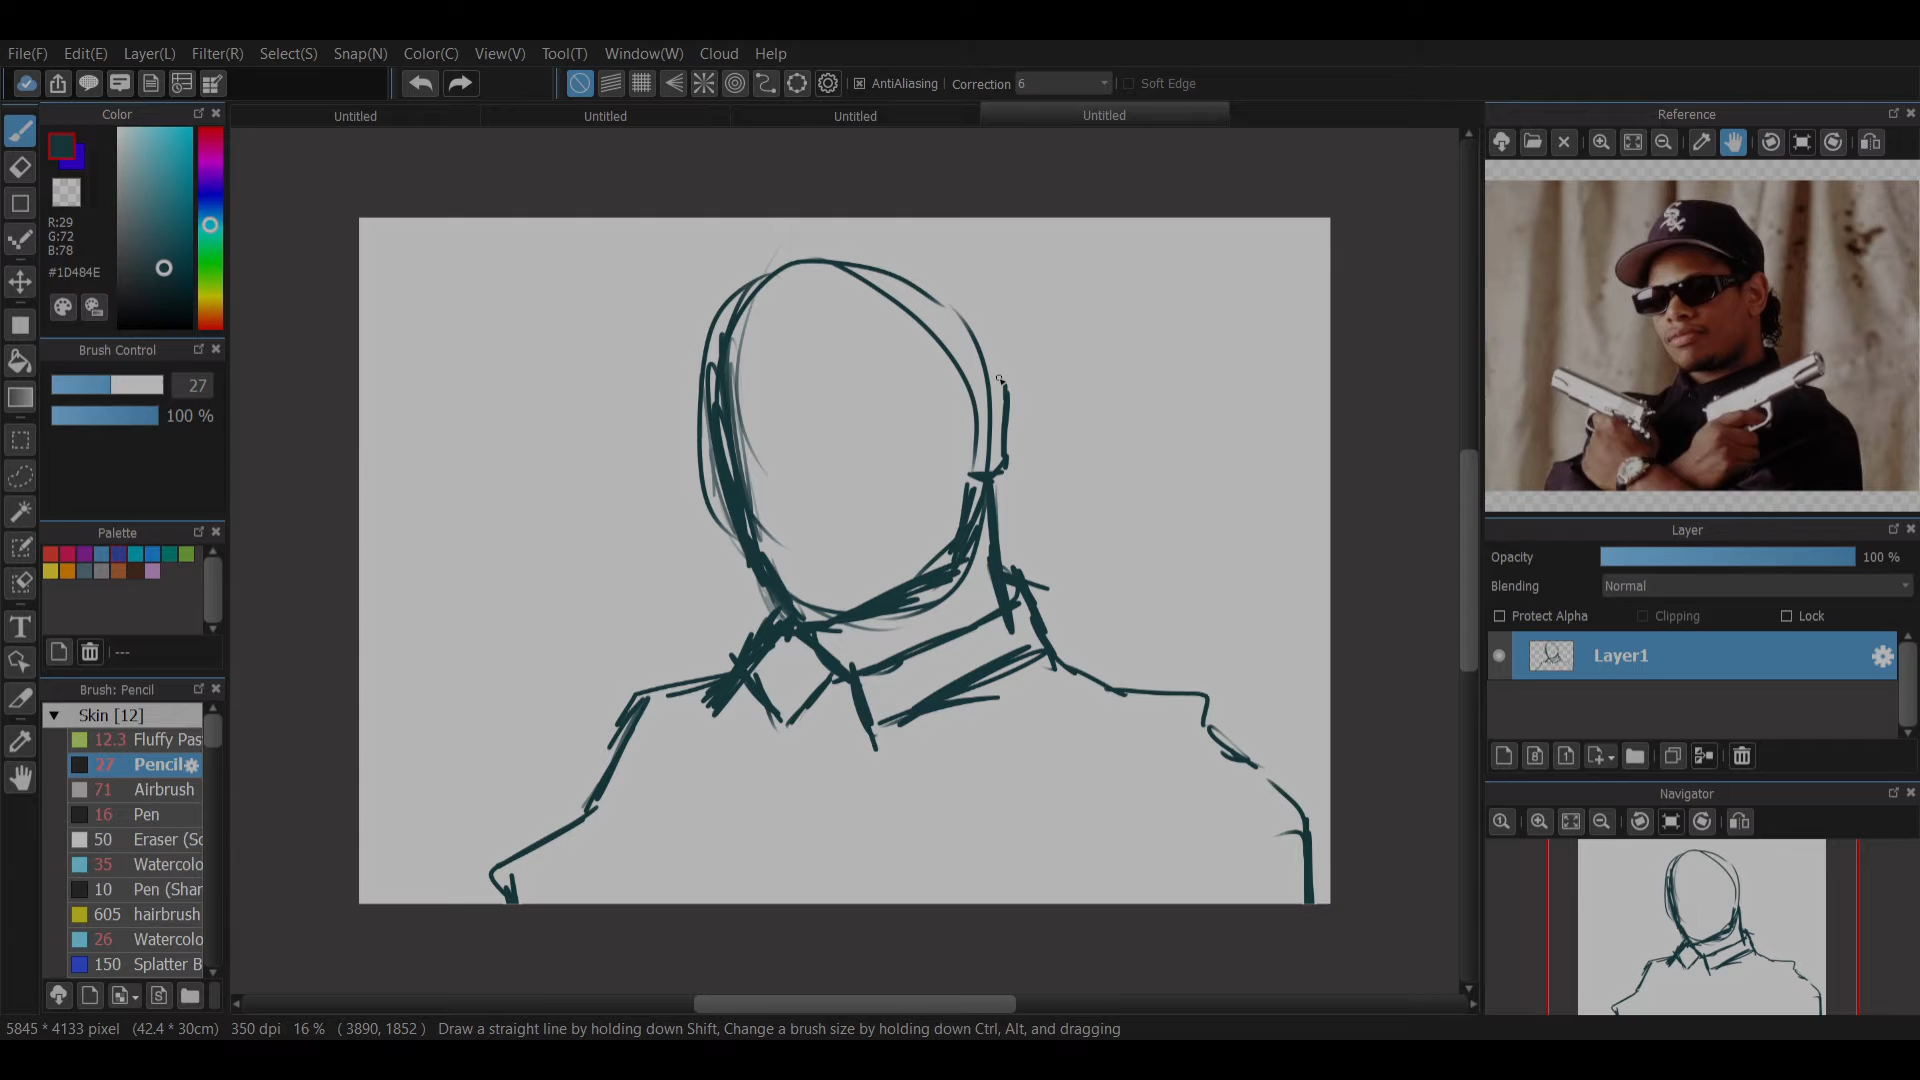 File(F) Edit(E) Layer(L) Filter(R) Select(S) Snap(N) Color(C) View(V) Tool(T) Window(W) Cloud Help
AntiAliasing Correction 6 Soft Edge
Color
Untitled Untitled Untitled Untitled
Reference
R:29
G:72
B:78
#1D484E
Brush Control
27
100 %
Palette
---
Brush: Pencil
Skin [12]
12.3 Fluffy Pas
27 Pencil
71 Airbrush
16 Pen
50 Eraser (So
35 Watercolo
10 Pen (Shar
605 hairbrush
26 Watercolo
150 Splatter B
Layer
Opacity 100 %
Blending Normal
Protect Alpha Clipping Lock
Layer1
8 1
Navigator
5845 * 4133 pixel (42.4 * 30cm) 350 dpi 16 % ( 3890, 1852 ) Draw a straight line by holding down Shift, Change a brush size by holding down Ctrl, Alt, and dragging